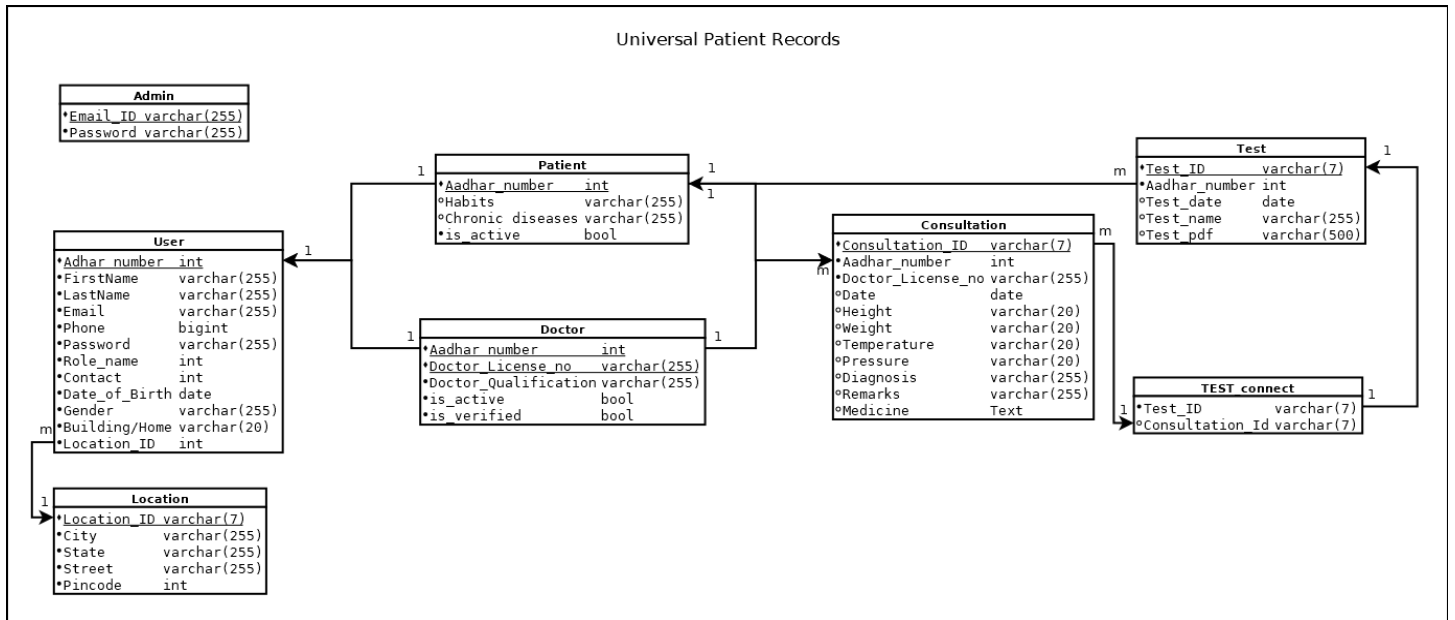 Universal Patient Records
Admin
Email_ID varchar(255)
Password varchar(255)
Patient
Aadhar_number int
Habits varchar(255)
Chronic diseases varchar(255)
is_active bool
1
1
1
Test
Test_ID varchar(7)
Aadhar_number int
Test_date date
Test_name varchar(255)
Test_pdf varchar(500)
m
1
User
Adhar_number int
FirstName varchar(255)
LastName varchar(255)
Email varchar(255)
Phone bigint
Password varchar(255)
Role_name int
Contact int
Date_of_Birth date
Gender varchar(255)
Building/Home varchar(20)
Location_ID int
1
m
Consultation
Consultation_ID varchar(7)
Aadhar_number int
Doctor_License_no varchar(255)
Date date
Height varchar(20)
Weight varchar(20)
Temperature varchar(20)
Pressure varchar(20)
Diagnosis varchar(255)
Remarks varchar(255)
Medicine Text
m
m
Doctor
Aadhar_number int
Doctor_License_no varchar(255)
Doctor_Qualification varchar(255)
is_active bool
is_verified bool
1
1
TEST_connect
Test_ID varchar(7)
Consultation_Id varchar(7)
1
1
Location
Location_ID varchar(7)
City varchar(255)
State varchar(255)
Street varchar(255)
Pincode int
1